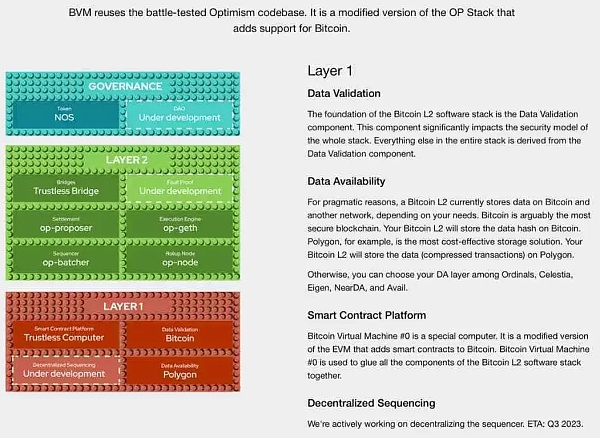 BVM reuses the battle-tested Optimism codebase. It is a modified version of the OP Stack that
adds support for Bitcoin.
GOVERNANCE
Token
NOS
DAO
Under development
LAYER 2
Bridges
Trustless Bridge
Fraud Proof
Under development
Settlement
op-proposer
Execution Engine
op-geth
Sequencer
op-batcher
Rollup Node
op-node
LAYER 1
Smart Contract Platform
Trustless Computer
Data Validation
Bitcoin
Decentralized Sequencing
Under development
Data Availability
Polygon
Layer 1
Data Validation
The foundation of the Bitcoin L2 software stack is the Data Validation
component. This component significantly impacts the security model of
the whole stack. Everything else in the entire stack is derived from the
Data Validation component.
Data Availability
For pragmatic reasons, a Bitcoin L2 currently stores data on Bitcoin and
another network, depending on your needs. Bitcoin is arguably the most
secure blockchain. Your Bitcoin L2 will store the data hash on Bitcoin.
Polygon, for example, is the most cost-effective storage solution. Your
Bitcoin L2 will store the data (compressed transactions) on Polygon.
Otherwise, you can choose your DA layer among Ordinals, Celestia,
Eigen, NearDA, and Avail.
Smart Contract Platform
Bitcoin Virtual Machine #0 is a special computer. It is a modified version
of the EVM that adds smart contracts to Bitcoin. Bitcoin Virtual Machine
#0 is used to glue all the components of the Bitcoin L2 software stack
together.
Decentralized Sequencing
We're actively working on decentralizing the sequencer. ETA: Q3 2023.